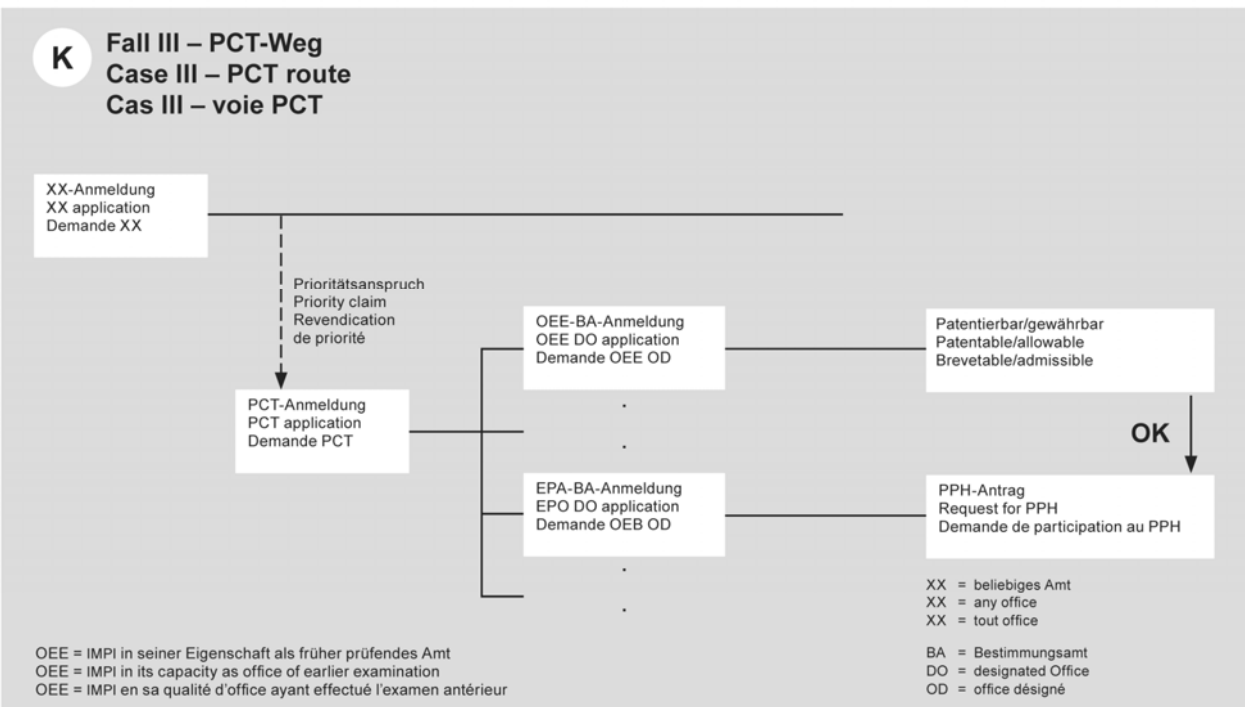 K
Fall III – PCT-Weg
Case III – PCT route
Cas III – voie PCT
XX-Anmeldung
XX application
Demande XX
Prioritätsanspruch
Priority claim
Revendication
de priorité
PCT-Anmeldung
PCT application
Demande PCT
OEE-BA-Anmeldung
OEE DO application
Demande OEE OD
Patentierbar/gewährbar
Patentable/allowable
Brevetable/admissible
OK
EPA-BA-Anmeldung
EPO DO application
Demande OEB OD
PPH-Antrag
Request for PPH
Demande de participation au PPH
XX = beliebiges Amt
XX = any office
XX = tout office
BA = Bestimmungsamt
DO = designated Office
OD = office désigné
OEE = IMPI in seiner Eigenschaft als früher prüfendes Amt
OEE = IMPI in its capacity as office of earlier examination
OEE = IMPI en sa qualité d'office ayant effectué l'examen antérieur